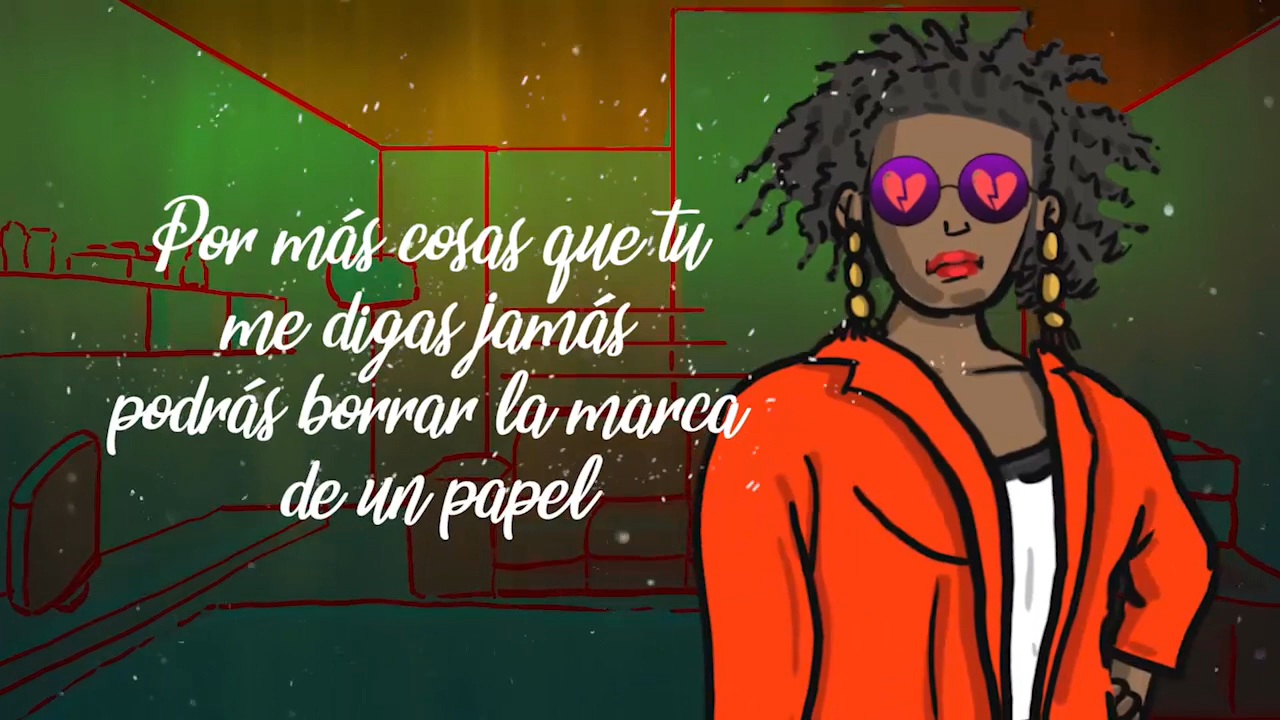 Por más cosas que tu
me digas jamás
podrás borrar la marca
de un papel